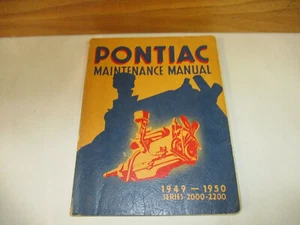 PONTIAC
MAINTENANCE MANUAL
1949 — 1950
SERIES 2000-2200